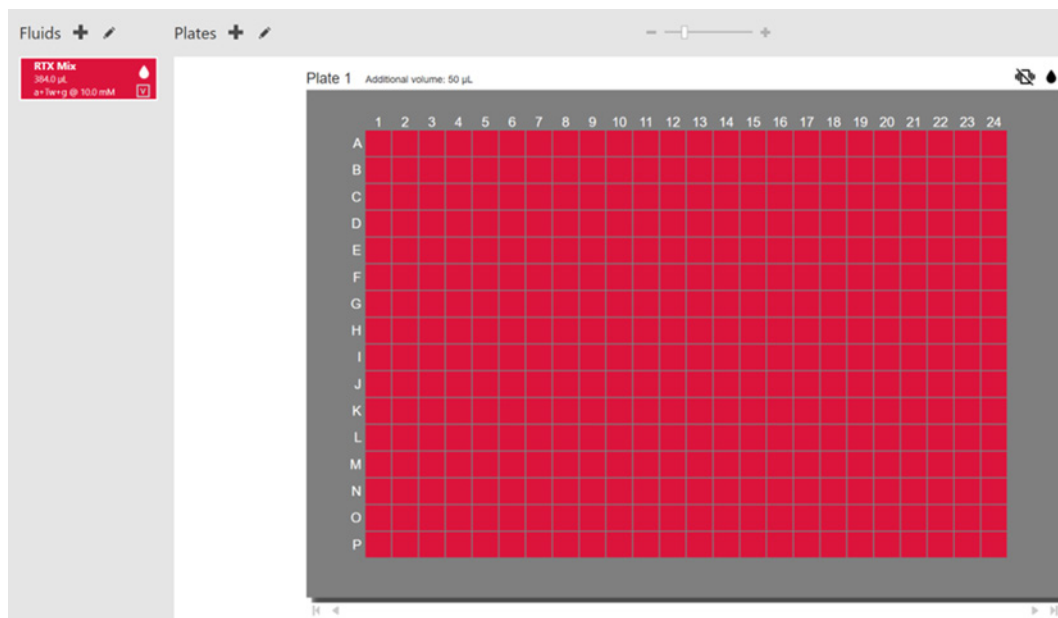 Fluids
Plates
RTX Mix
384.0 µL
a+Tw+g @ 10.0 mM
V
Plate 1 Additional volume: 50 µL
1 2 3 4 5 6 7 8 9 10 11 12 13 14 15 16 17 18 19 20 21 22 23 24
A
B
C
D
E
F
G
H
I
J
K
L
M
N
O
P